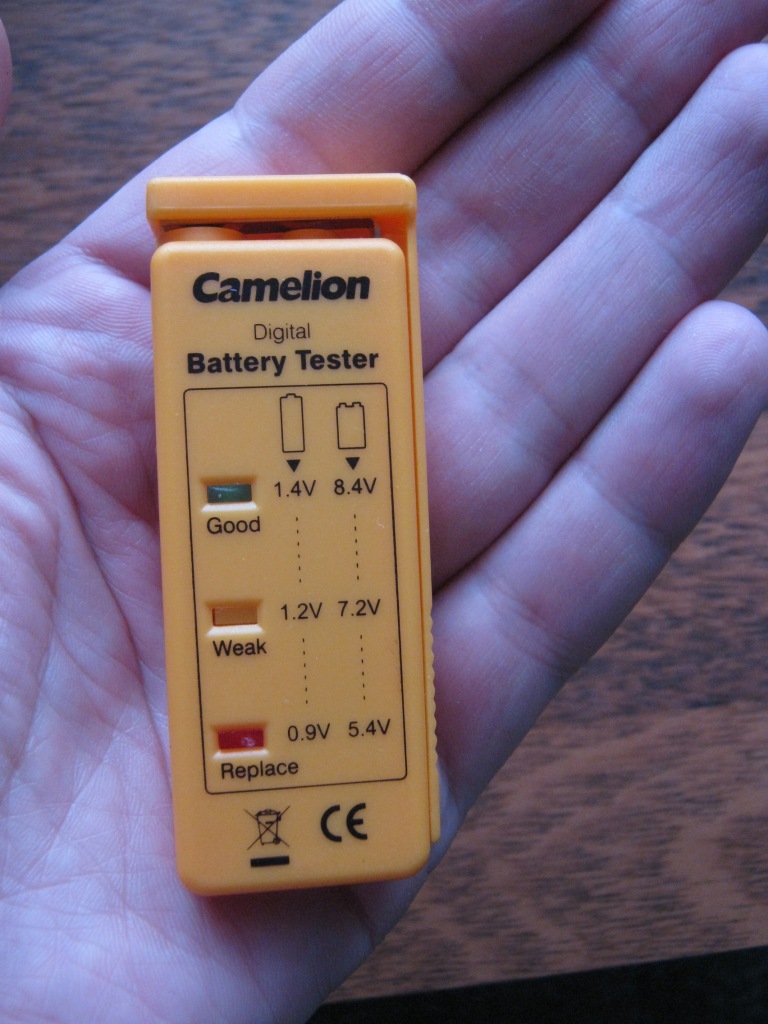 Camelion
Digital
Battery Tester
1.4V 8.4V
Good
1.2V 7.2V
Weak
0.9V 5.4V
Replace
CE